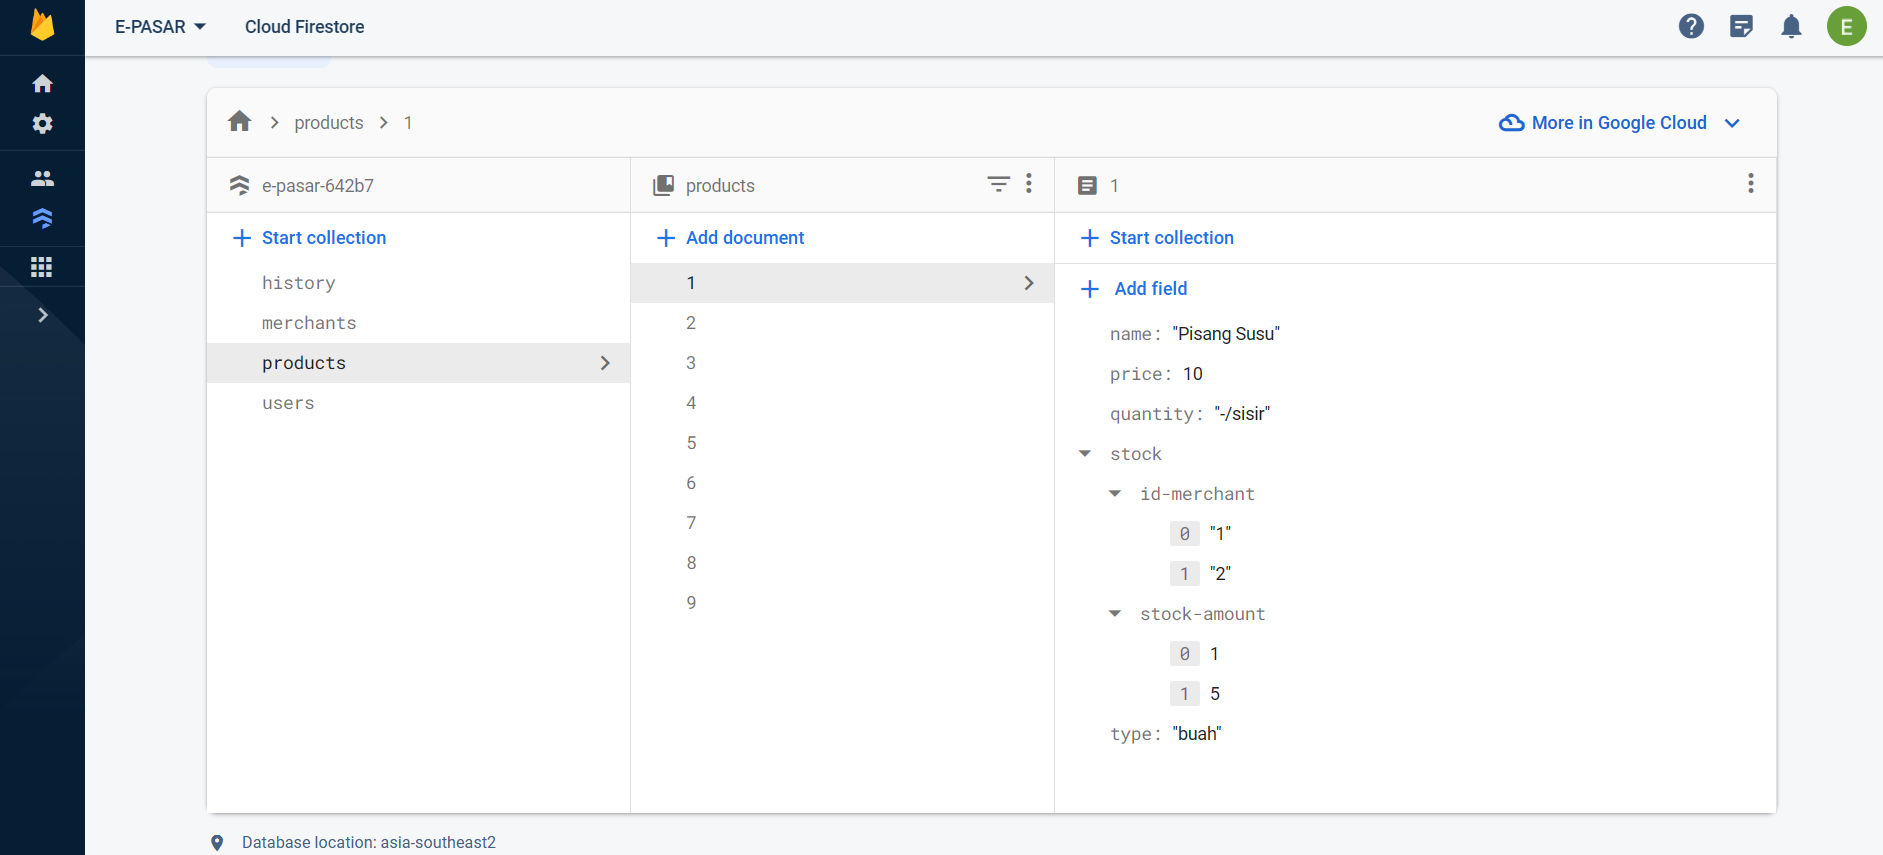 E-PASAR
Cloud Firestore
E
products
1
More in Google Cloud
e-pasar-642b7
products
1
Start collection
Add document
Start collection
history
merchants
products
users
1
2
3
4
5
6
7
8
9
Add field
name: "Pisang Susu"
price: 10
quantity: "-/sisir"
stock
id-merchant
0 "1"
1 "2"
stock-amount
0 1
1 5
type: "buah"
Database location: asia-southeast2